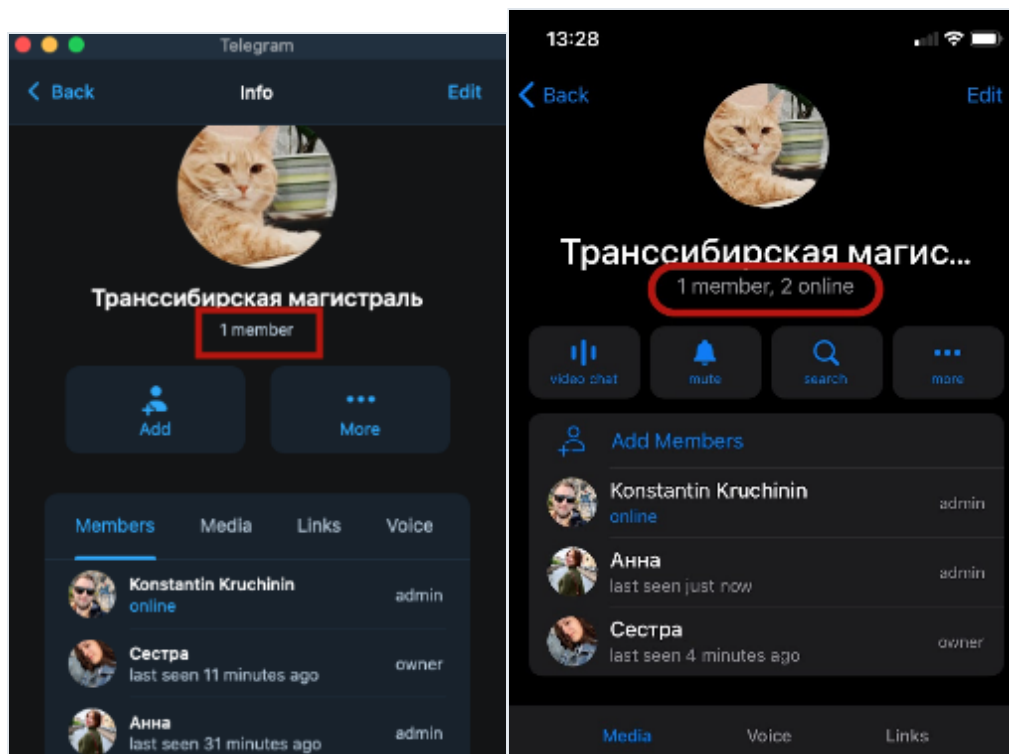 Telegram
Back
Info
Edit
Транссибирская магистраль
1 member
Add
More
Members
Media
Links
Voice
Konstantin Kruchinin
online
admin
Сестра
last seen 11 minutes ago
owner
Анна
last seen 31 minutes ago
admin
13:28
Back
Edit
Транссибирская магис...
1 member, 2 online
video chat
mute
search
more
Add Members
Konstantin Kruchinin
online
admin
Анна
last seen just now
admin
Сестра
last seen 4 minutes ago
owner
Media
Voice
Links